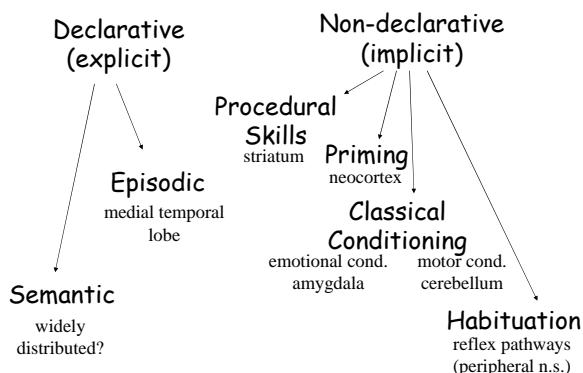 Declarative
(explicit)
Non-declarative
(implicit)
Procedural
Skills
striatum
Priming
neocortex
Episodic
medial temporal
lobe
Classical
Conditioning
emotional cond.
amygdala
motor cond.
cerebellum
Semantic
widely
distributed?
Habituation
reflex pathways
(peripheral n.s.)